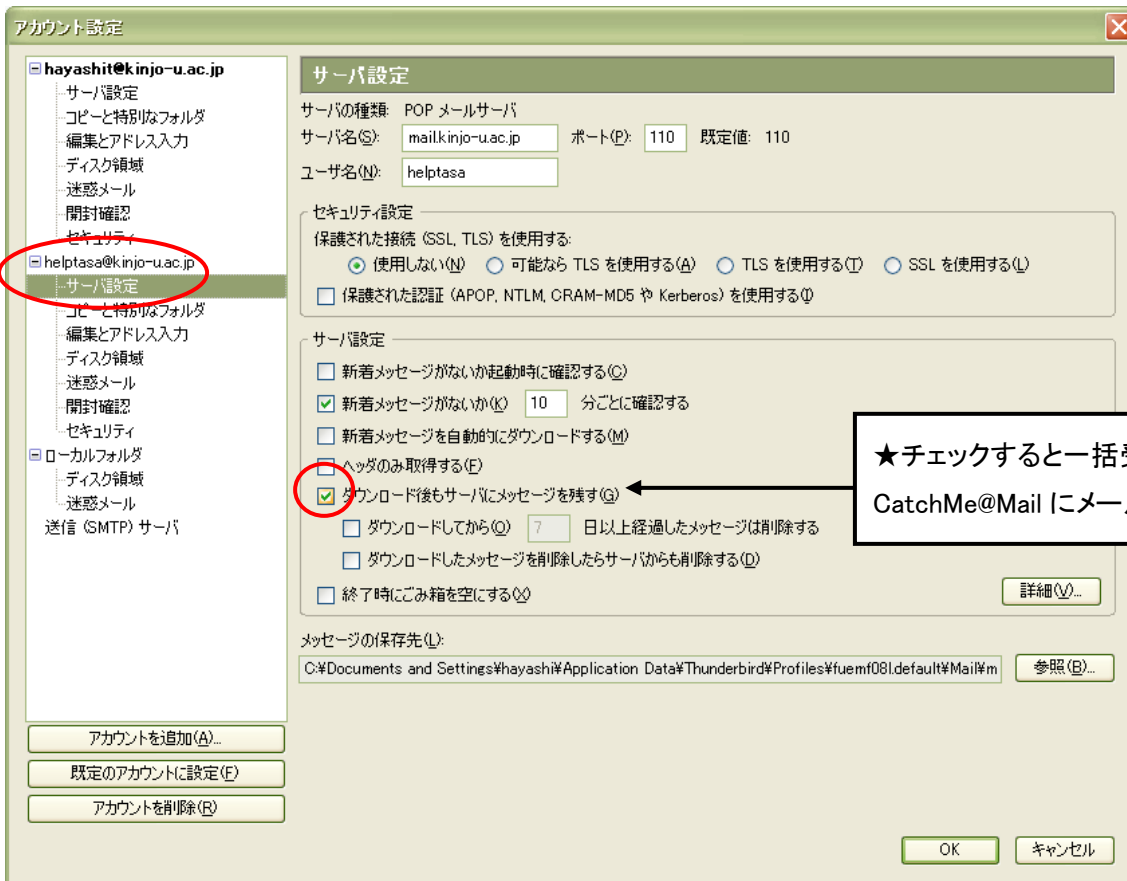 アカウント設定
hayashit@kinjo-u.ac.jp
サーバ設定
コピーと特別なフォルダ
編集とアドレス入力
ディスク領域
迷惑メール
開封確認
セキュリティ
helptasa@kinjo-u.ac.jp
サーバ設定
コピーと特別なフォルダ
編集とアドレス入力
ディスク領域
迷惑メール
開封確認
セキュリティ
ローカルフォルダ
ディスク領域
迷惑メール
送信 (SMTP) サーバ
アカウントを追加(A)...
既定のアカウントに設定(F)
アカウントを削除(R)
サーバ設定
サーバの種類: POP メールサーバ
サーバ名(S): mail.kinjo-u.ac.jp ポート(P): 110 既定値: 110
ユーザ名(N): helptasa
セキュリティ設定
保護された接続 (SSL, TLS) を使用する:
使用しない(N) 可能なら TLS を使用する(A) TLS を使用する(T) SSL を使用する(L)
保護された認証 (APOP, NTLM, CRAM-MD5 や Kerberos) を使用する(I)
サーバ設定
新着メッセージがないか起動時に確認する(C)
新着メッセージがないか(K) 10 分ごとに確認する
新着メッセージを自動的にダウンロードする(M)
ヘッダのみ取得する(F)
ダウンロード後もサーバにメッセージを残す(G)
ダウンロードしてから(O) 7 日以上経過したメッセージは削除する
ダウンロードしたメッセージを削除したらサーバからも削除する(D)
終了時にごみ箱を空にする(X)
詳細(V)...
★チェックすると一括受
CatchMe@Mail にメール
メッセージの保存先(L):
C:¥Documents and Settings¥hayashi¥Application Data¥Thunderbird¥Profiles¥fuemf08l.default¥Mail¥m
参照(B)...
OK
キャンセル